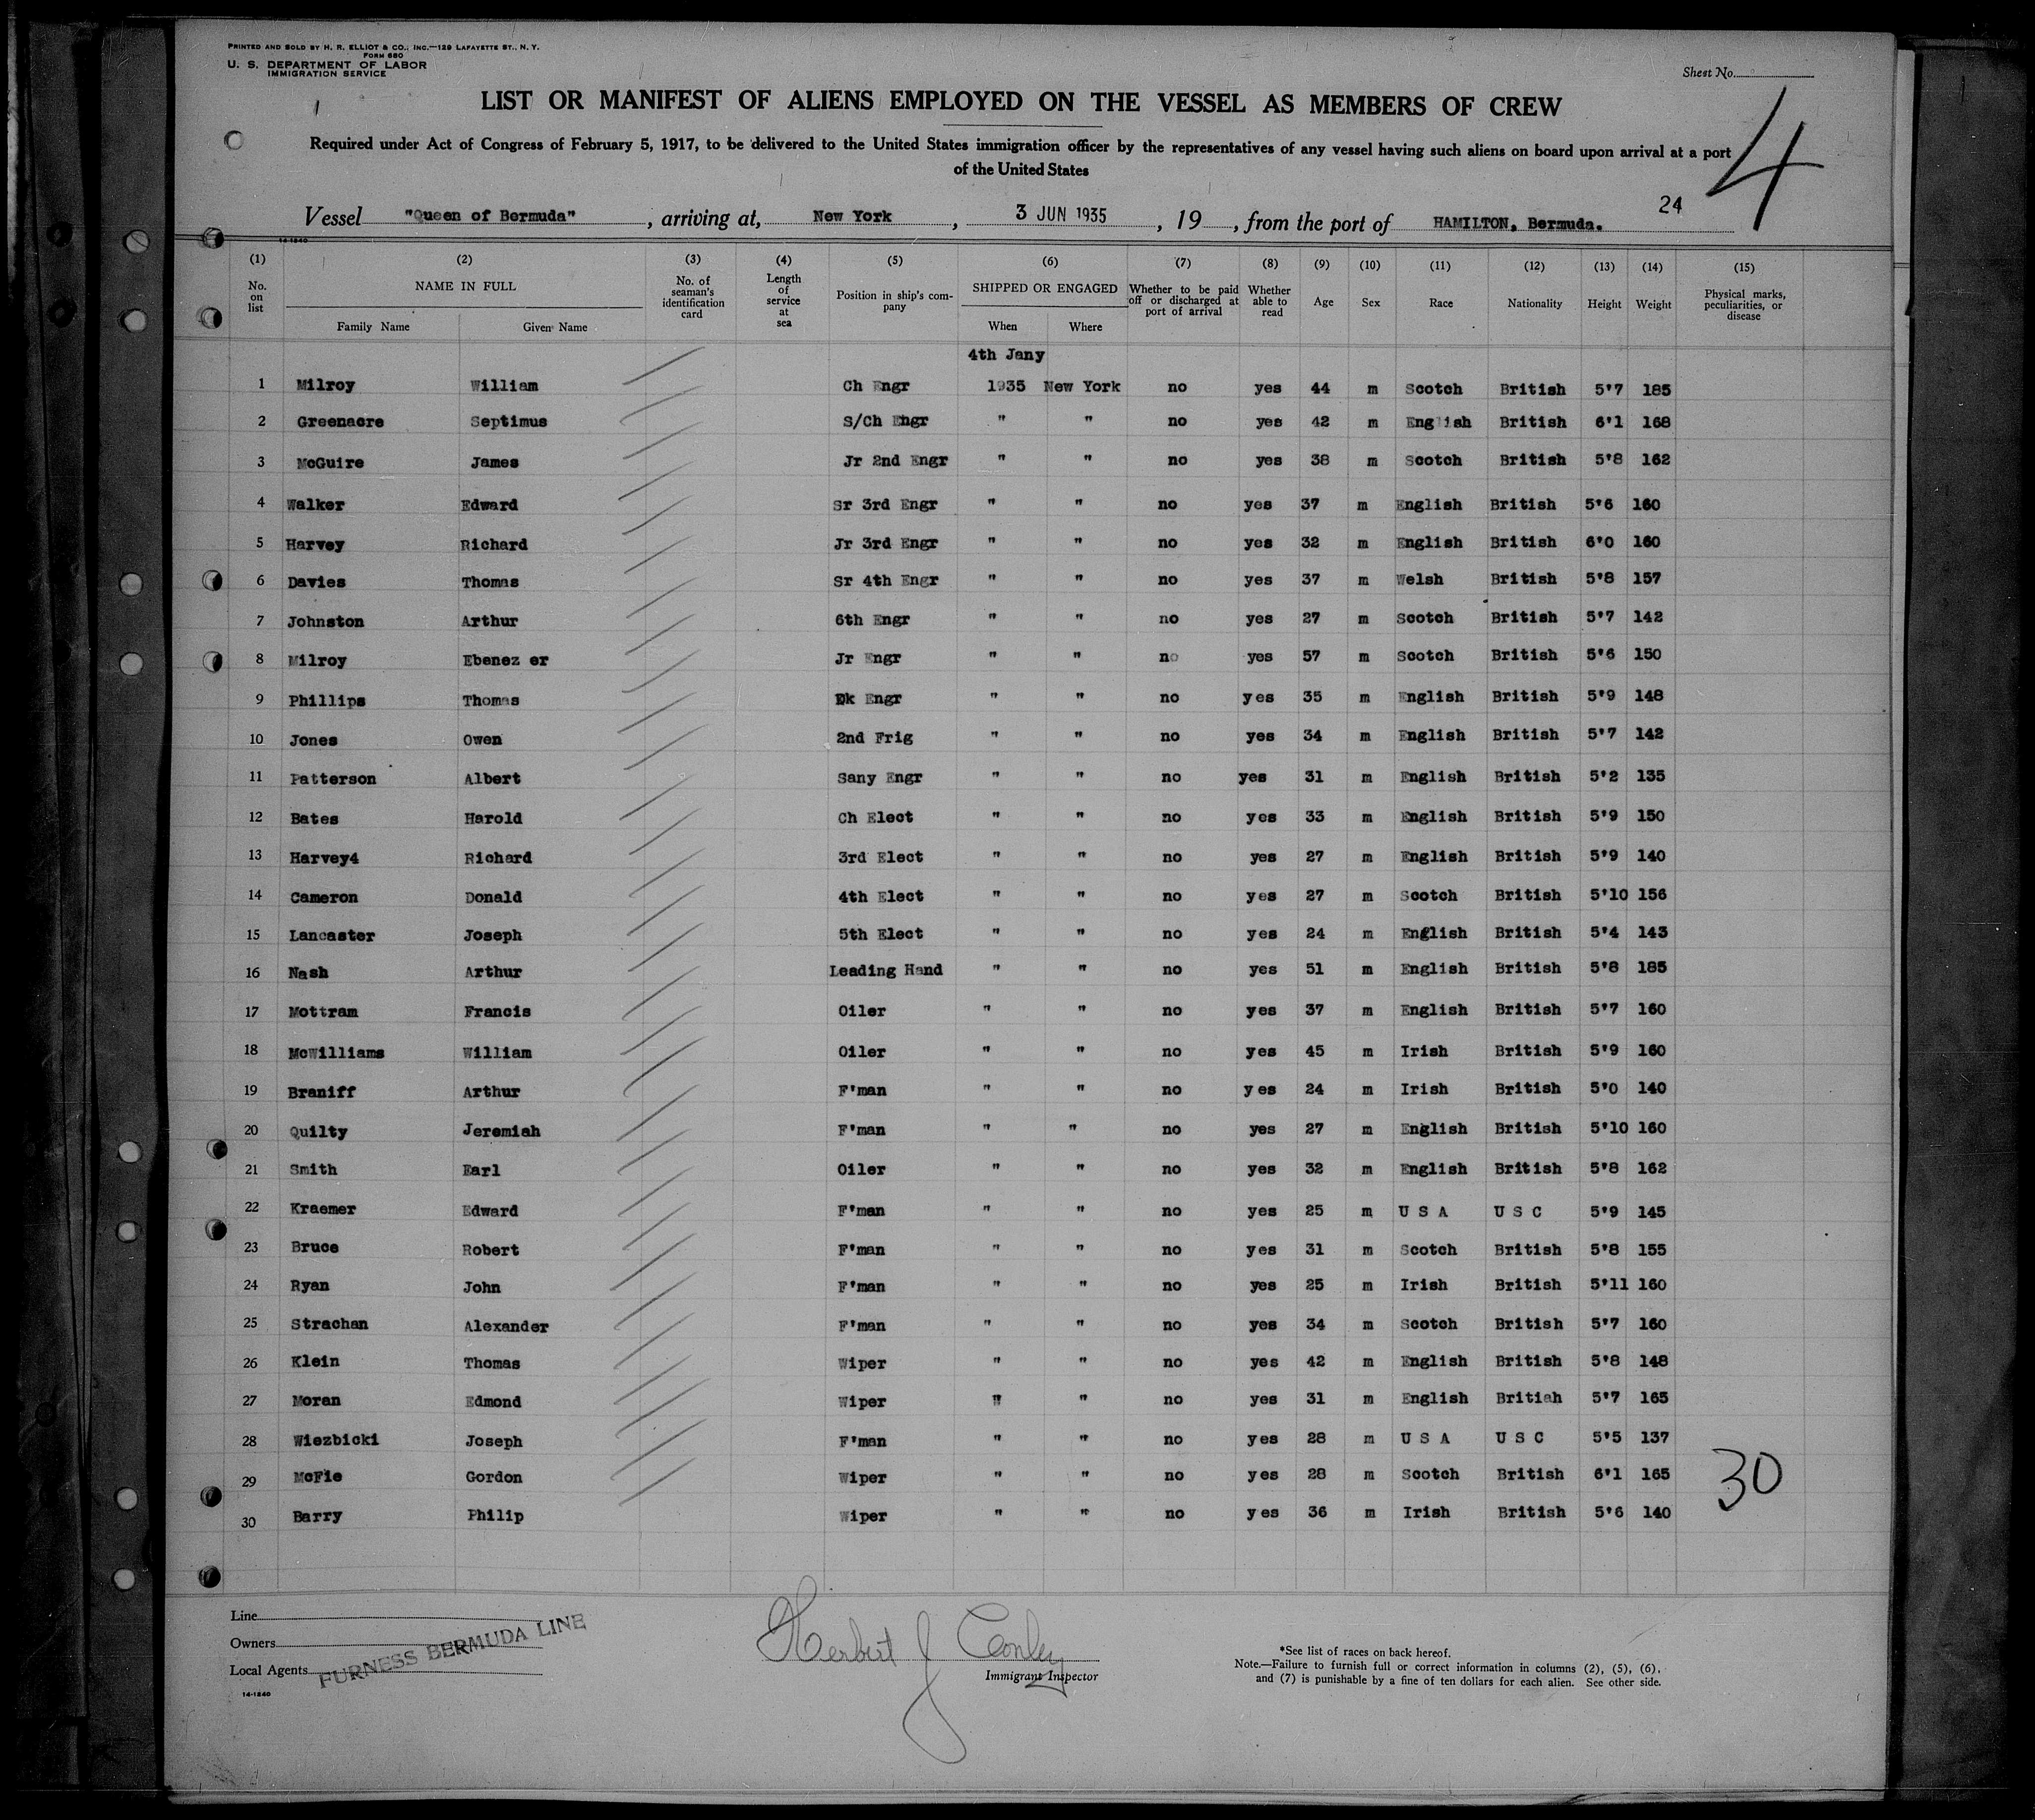 PRINTED AND SOLD BY H. R. ELLIOT & CO., INC.—129 LAFAYETTE ST., N. Y.
FORM 680
U. S. DEPARTMENT OF LABOR
IMMIGRATION SERVICE
Sheet No.
LIST OR MANIFEST OF ALIENS EMPLOYED ON THE VESSEL AS MEMBERS OF CREW
4
Required under Act of Congress of February 5, 1917, to be delivered to the United States immigration officer by the representatives of any vessel having such aliens on board upon arrival at a port
of the United States
24
Vessel "Queen of Bermuda", arriving at, New York, 3 JUN 1935, 19, from the port of HAMILTON, Bermuda.
14-1240
(1) (2) (3) (4) (5) (6) (7) (8) (9) (10) (11) (12) (13) (14) (15)
No. on list NAME IN FULL Family Name Given Name No. of seaman's identification card Length of service at sea Position in ship's company SHIPPED OR ENGAGED When Where Whether to be paid off or discharged at port of arrival Whether able to read Age Sex Race Nationality Height Weight Physical marks, peculiarities, or disease
4th Jany
1 Milroy William Ch Engr 1935 New York no yes 44 m Scotch British 5'7 185
2 Greenacre Septimus S/Ch Engr " " no yes 42 m English British 6'1 168
3 McGuire James Jr 2nd Engr " " no yes 38 m Scotch British 5'8 162
4 Walker Edward Sr 3rd Engr " " no yes 37 m English British 5'6 160
5 Harvey Richard Jr 3rd Engr " " no yes 32 m English British 6'0 160
6 Davies Thomas Sr 4th Engr " " no yes 37 m Welsh British 5'8 157
7 Johnston Arthur 6th Engr " " no yes 27 m Scotch British 5'7 142
8 Milroy Ebenez er Jr Engr " " no yes 57 m Scotch British 5'6 150
9 Phillips Thomas Dk Engr " " no yes 35 m English British 5'9 148
10 Jones Owen 2nd Frig " " no yes 34 m English British 5'7 142
11 Patterson Albert Sany Engr " " no yes 31 m English British 5'2 135
12 Bates Harold Ch Elect " " no yes 33 m English British 5'9 150
13 Harvey4 Richard 3rd Elect " " no yes 27 m English British 5'9 140
14 Cameron Donald 4th Elect " " no yes 27 m Scotch British 5'10 156
15 Lancaster Joseph 5th Elect " " no yes 24 m English British 5'4 143
16 Nash Arthur Leading Hand " " no yes 51 m English British 5'8 185
17 Mottram Francis Oiler " " no yes 37 m English British 5'7 160
18 McWilliams William Oiler " " no yes 45 m Irish British 5'9 160
19 Braniff Arthur F'man " " no yes 24 m Irish British 5'0 140
20 Quilty Jeremiah F'man " " no yes 27 m English British 5'10 160
21 Smith Earl Oiler " " no yes 32 m English British 5'8 162
22 Kraemer Edward F'man " " no yes 25 m U S A U S C 5'9 145
23 Bruce Robert F'man " " no yes 31 m Scotch British 5'8 155
24 Ryan John F'man " " no yes 25 m Irish British 5'11 160
25 Strachan Alexander F'man " " no yes 34 m Scotch British 5'7 160
26 Klein Thomas Wiper " " no yes 42 m English British 5'8 148
27 Moran Edmond Wiper " " no yes 31 m English British 5'7 165
28 Wiezbicki Joseph F'man " " no yes 28 m U S A U S C 5'5 137
29 McFie Gordon Wiper " " no yes 28 m Scotch British 6'1 165
30 Barry Philip Wiper " " no yes 36 m Irish British 5'6 140
30
Line
Owners
Local Agents
FURNESS BERMUDA LINE
14-1240
Herbert J Conley
Immigrant Inspector
*See list of races on back hereof.
Note.—Failure to furnish full or correct information in columns (2), (5), (6),
and (7) is punishable by a fine of ten dollars for each alien. See other side.